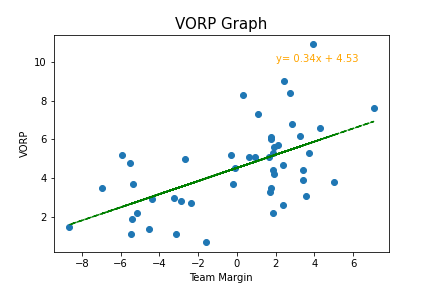 VORP Graph
y= 0.34x + 4.53
10
8
6
4
2
VORP
−8 −6 −4 −2 0 2 4 6
Team Margin